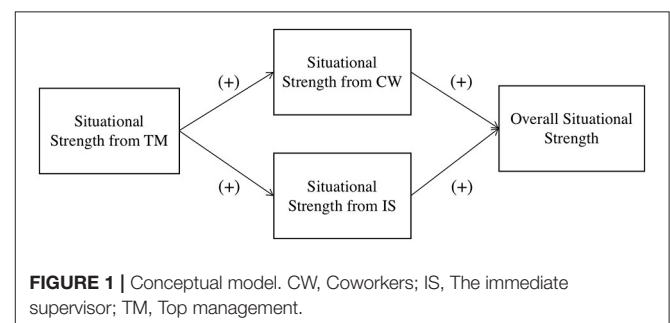 Situational
Strength from CW
(+)
(+)
Situational
Strength from TM
Overall Situational
Strength
(+)
(+)
Situational
Strength from IS
FIGURE 1 | Conceptual model. CW, Coworkers; IS, The immediate
supervisor; TM, Top management.